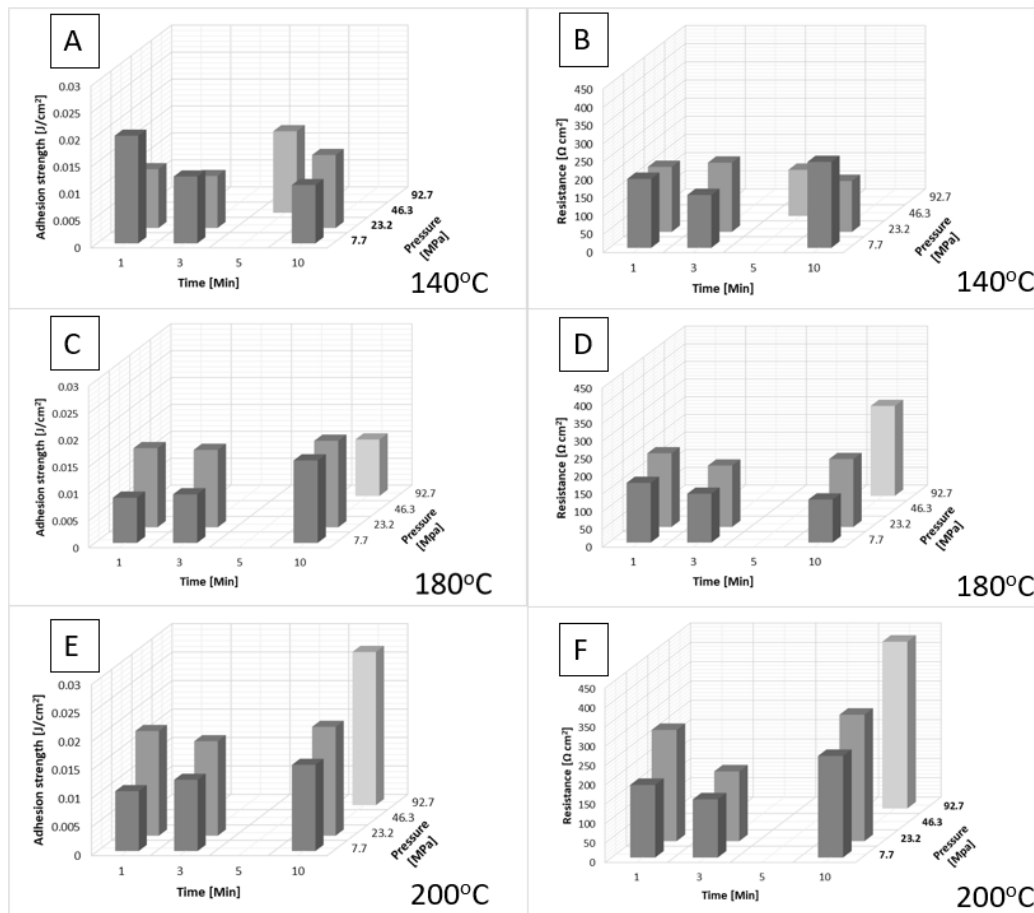 A
Adhesion strength [J/cm²]
0.03
0.025
0.02
0.015
0.01
0.005
0
1 3 5 10
Time [Min]
7.7
23.2
46.3
92.7
Pressure
[MPa]
140°C
B
Resistance [Ω cm²]
450
400
350
300
250
200
150
100
50
0
1 3 5 10
Time [Min]
7.7
23.2
46.3
92.7
Pressure
[MPa]
140°C
C
Adhesion strength [J/cm²]
0.03
0.025
0.02
0.015
0.01
0.005
0
1 3 5 10
Time [Min]
7.7
23.2
46.3
92.7
Pressure
[Mpa]
180°C
D
Resistance [Ω cm²]
450
400
350
300
250
200
150
100
50
0
1 3 5 10
Time [Min]
7.7
23.2
46.3
92.7
Pressure
[MPa]
180°C
E
Adhesion strength [J/cm²]
0.03
0.025
0.02
0.015
0.01
0.005
0
1 3 5 10
Time [Min]
7.7
23.2
46.3
92.7
Pressure
[MPa]
200°C
F
Resistance [Ω cm²]
450
400
350
300
250
200
150
100
50
0
1 3 5 10
Time [Min]
7.7
23.2
46.3
92.7
Pressure
[MPa]
200°C